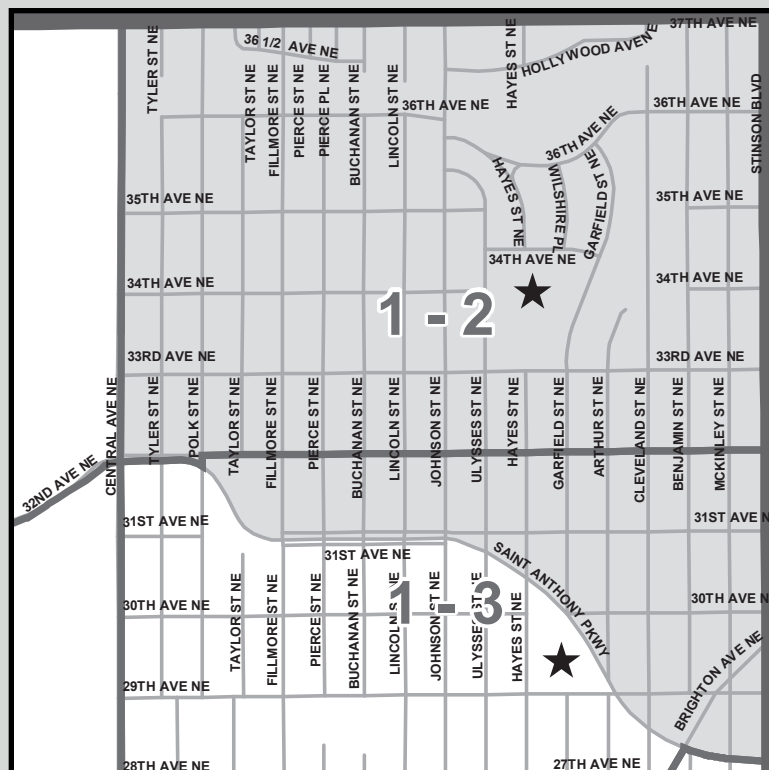 37TH AVE NE
36 1/2 AVE NE
HOLLYWOOD AVE NE
TYLER ST NE
HAYES ST NE
TAYLOR ST NE
FILLMORE ST NE
PIERCE ST NE
PIERCE PL NE
BUCHANAN ST NE
LINCOLN ST NE
36TH AVE NE
36TH AVE NE
36TH AVE NE
STINSON BLVD
HAYES ST NE
WILSHIRE PL
GARFIELD ST NE
35TH AVE NE
35TH AVE NE
34TH AVE NE
34TH AVE NE
34TH AVE NE
1 - 2
33RD AVE NE
33RD AVE NE
CENTRAL AVE NE
TYLER ST NE
POLK ST NE
TAYLOR ST NE
FILLMORE ST NE
PIERCE ST NE
BUCHANAN ST NE
LINCOLN ST NE
JOHNSON ST NE
ULYSSES ST NE
HAYES ST NE
GARFIELD ST NE
ARTHUR ST NE
CLEVELAND ST NE
BENJAMIN ST NE
MCKINLEY ST NE
32ND AVE NE
31ST AVE NE
31ST AVE N
31ST AVE NE
SAINT ANTHONY PKWY
1 - 3
30TH AVE NE
30TH AVE N
TAYLOR ST NE
FILLMORE ST NE
PIERCE ST NE
BUCHANAN ST NE
LINCOLN ST NE
JOHNSON ST NE
ULYSSES ST NE
HAYES ST NE
29TH AVE NE
BRIGHTON AVE NE
28TH AVE NE
27TH AVE NE